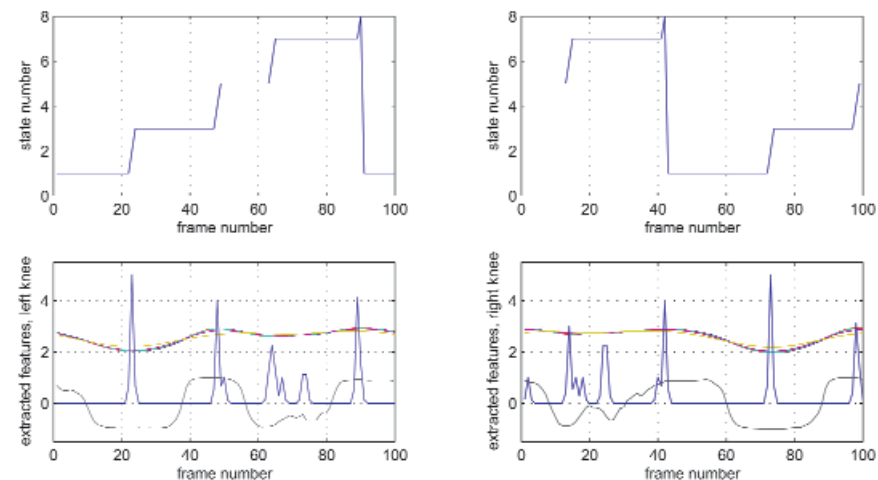 8
6
4
2
0
state number
0 20 40 60 80 100
frame number
8
6
4
2
0
state number
0 20 40 60 80 100
frame number
4
2
0
extracted features, left knee
0 20 40 60 80 100
frame number
4
2
0
extracted features, right knee
0 20 40 60 80 100
frame number